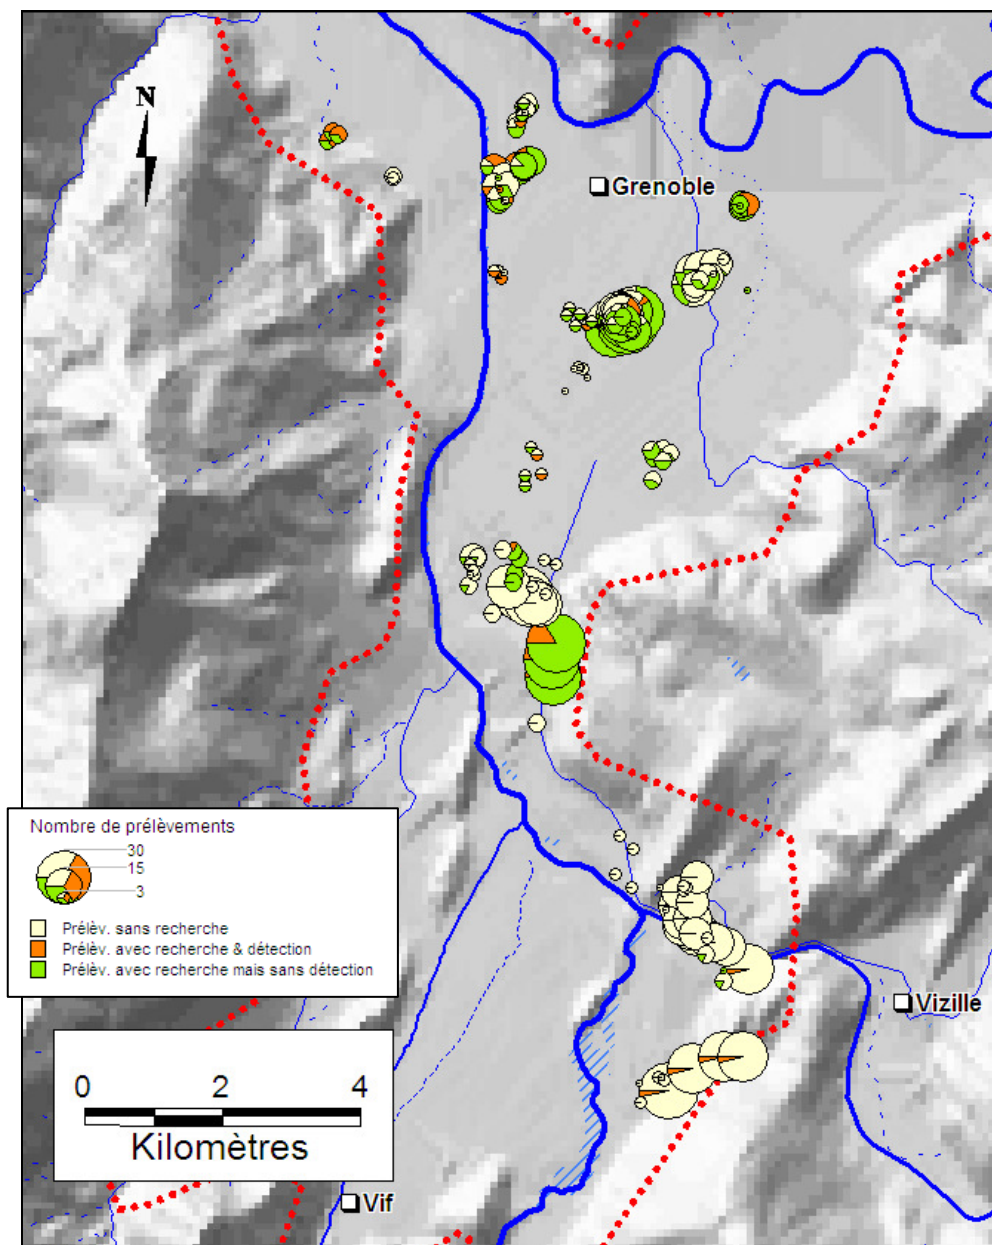 N
Grenoble
Nombre de prélèvements
30
15
3
Prélèv. sans recherche
Prélèv. avec recherche & détection
Prélèv. avec recherche mais sans détection
Vizille
0 2 4
Kilomètres
Vif